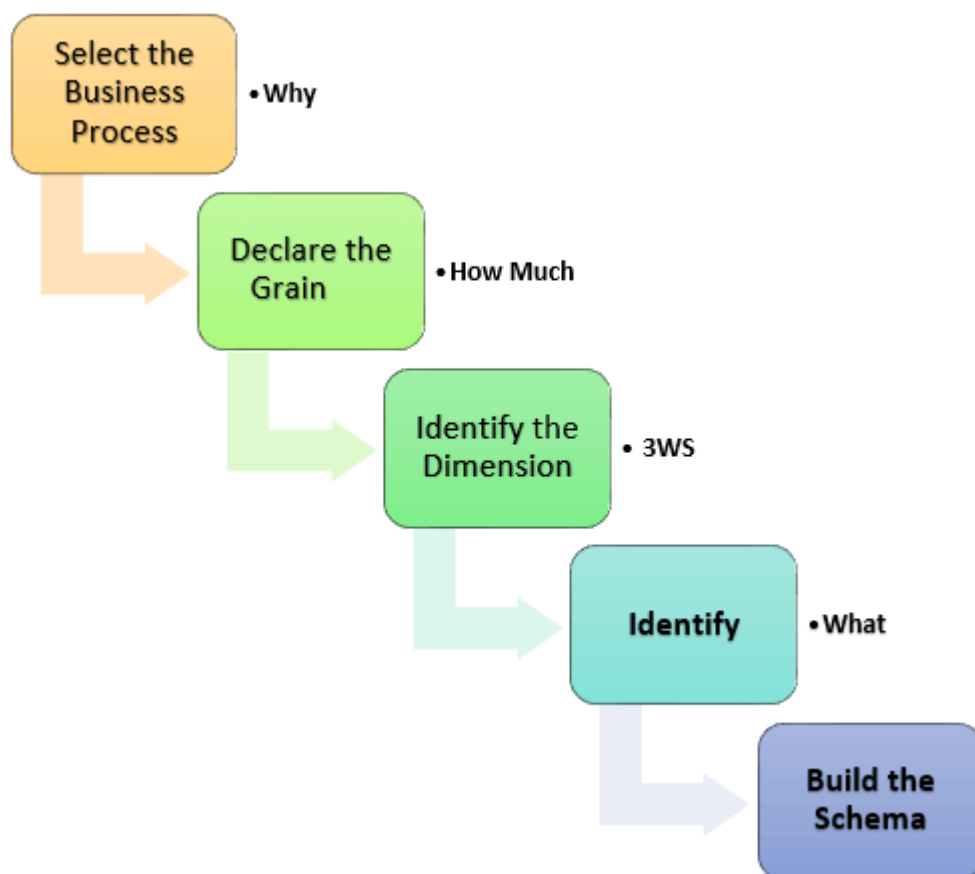 Select the
Business
Process
• Why
Declare the
Grain
• How Much
Identify the
Dimension
• 3WS
Identify
• What
Build the
Schema